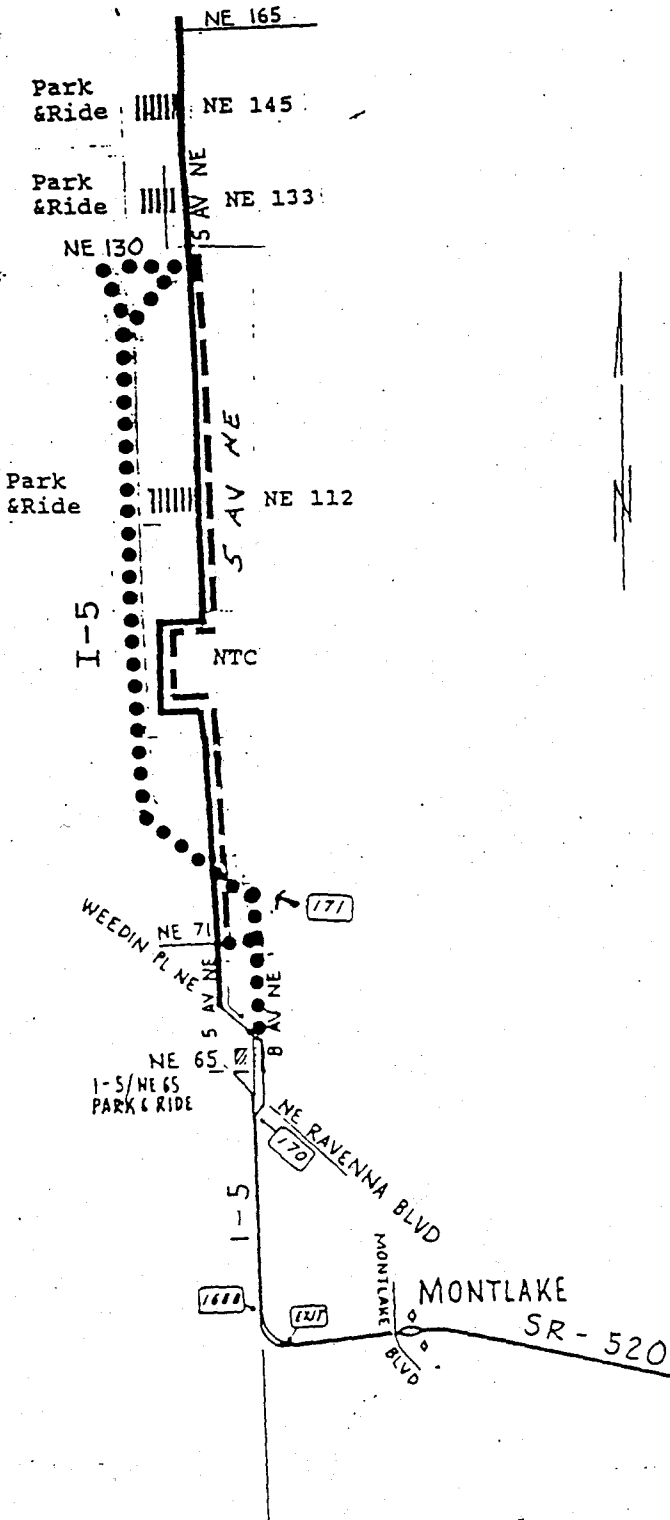 NE 165
Park
&Ride
NE 145
Park
&Ride
NE 133
5 AV NE
NE 130
5 AV NE
Park
&Ride
NE 112
I-5
N
NTC
171
WEEDIN PL NE
NE 71
5 AV NE
8 AV NE
NE 65
I-5/NE 65
PARK & RIDE
170
NE RAVENNA BLVD
I-5
MONTLAKE BLVD
MONTLAKE
SR-520
168B
EXIT